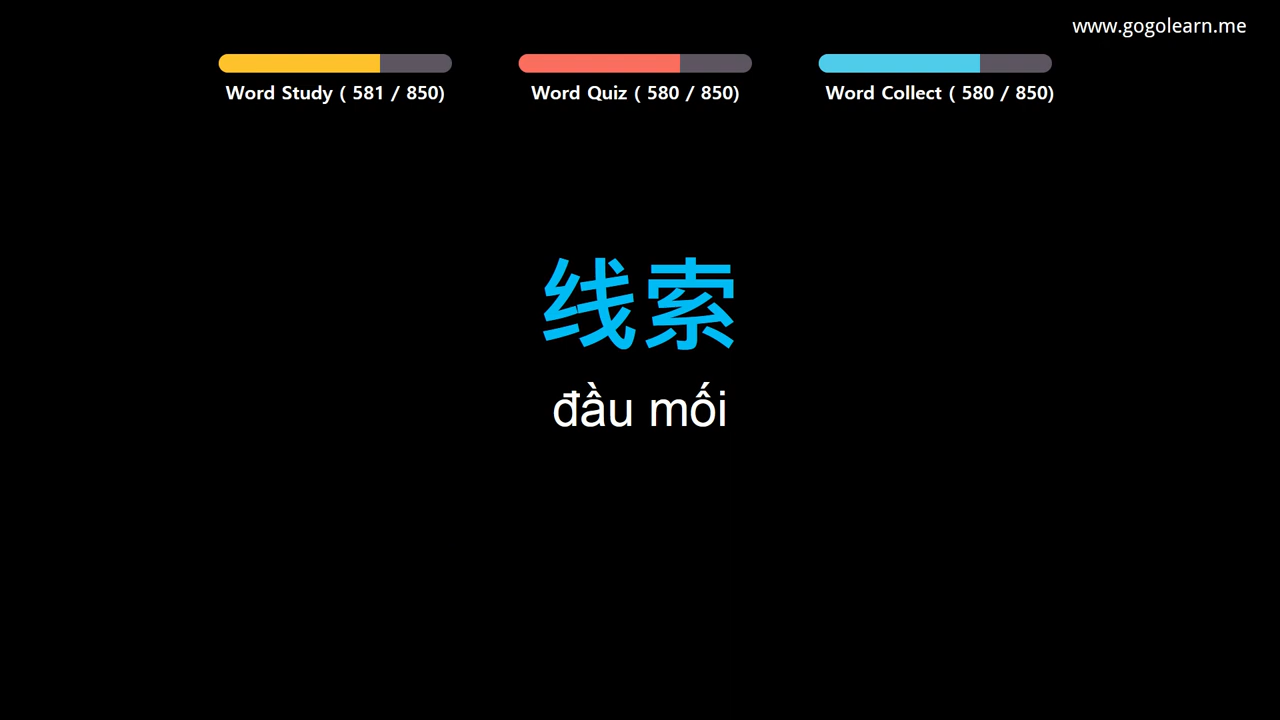 www.gogolearn.me
Word Study ( 581 / 850)
Word Quiz ( 580 / 850)
Word Collect ( 580 / 850)
线索
đầu mối